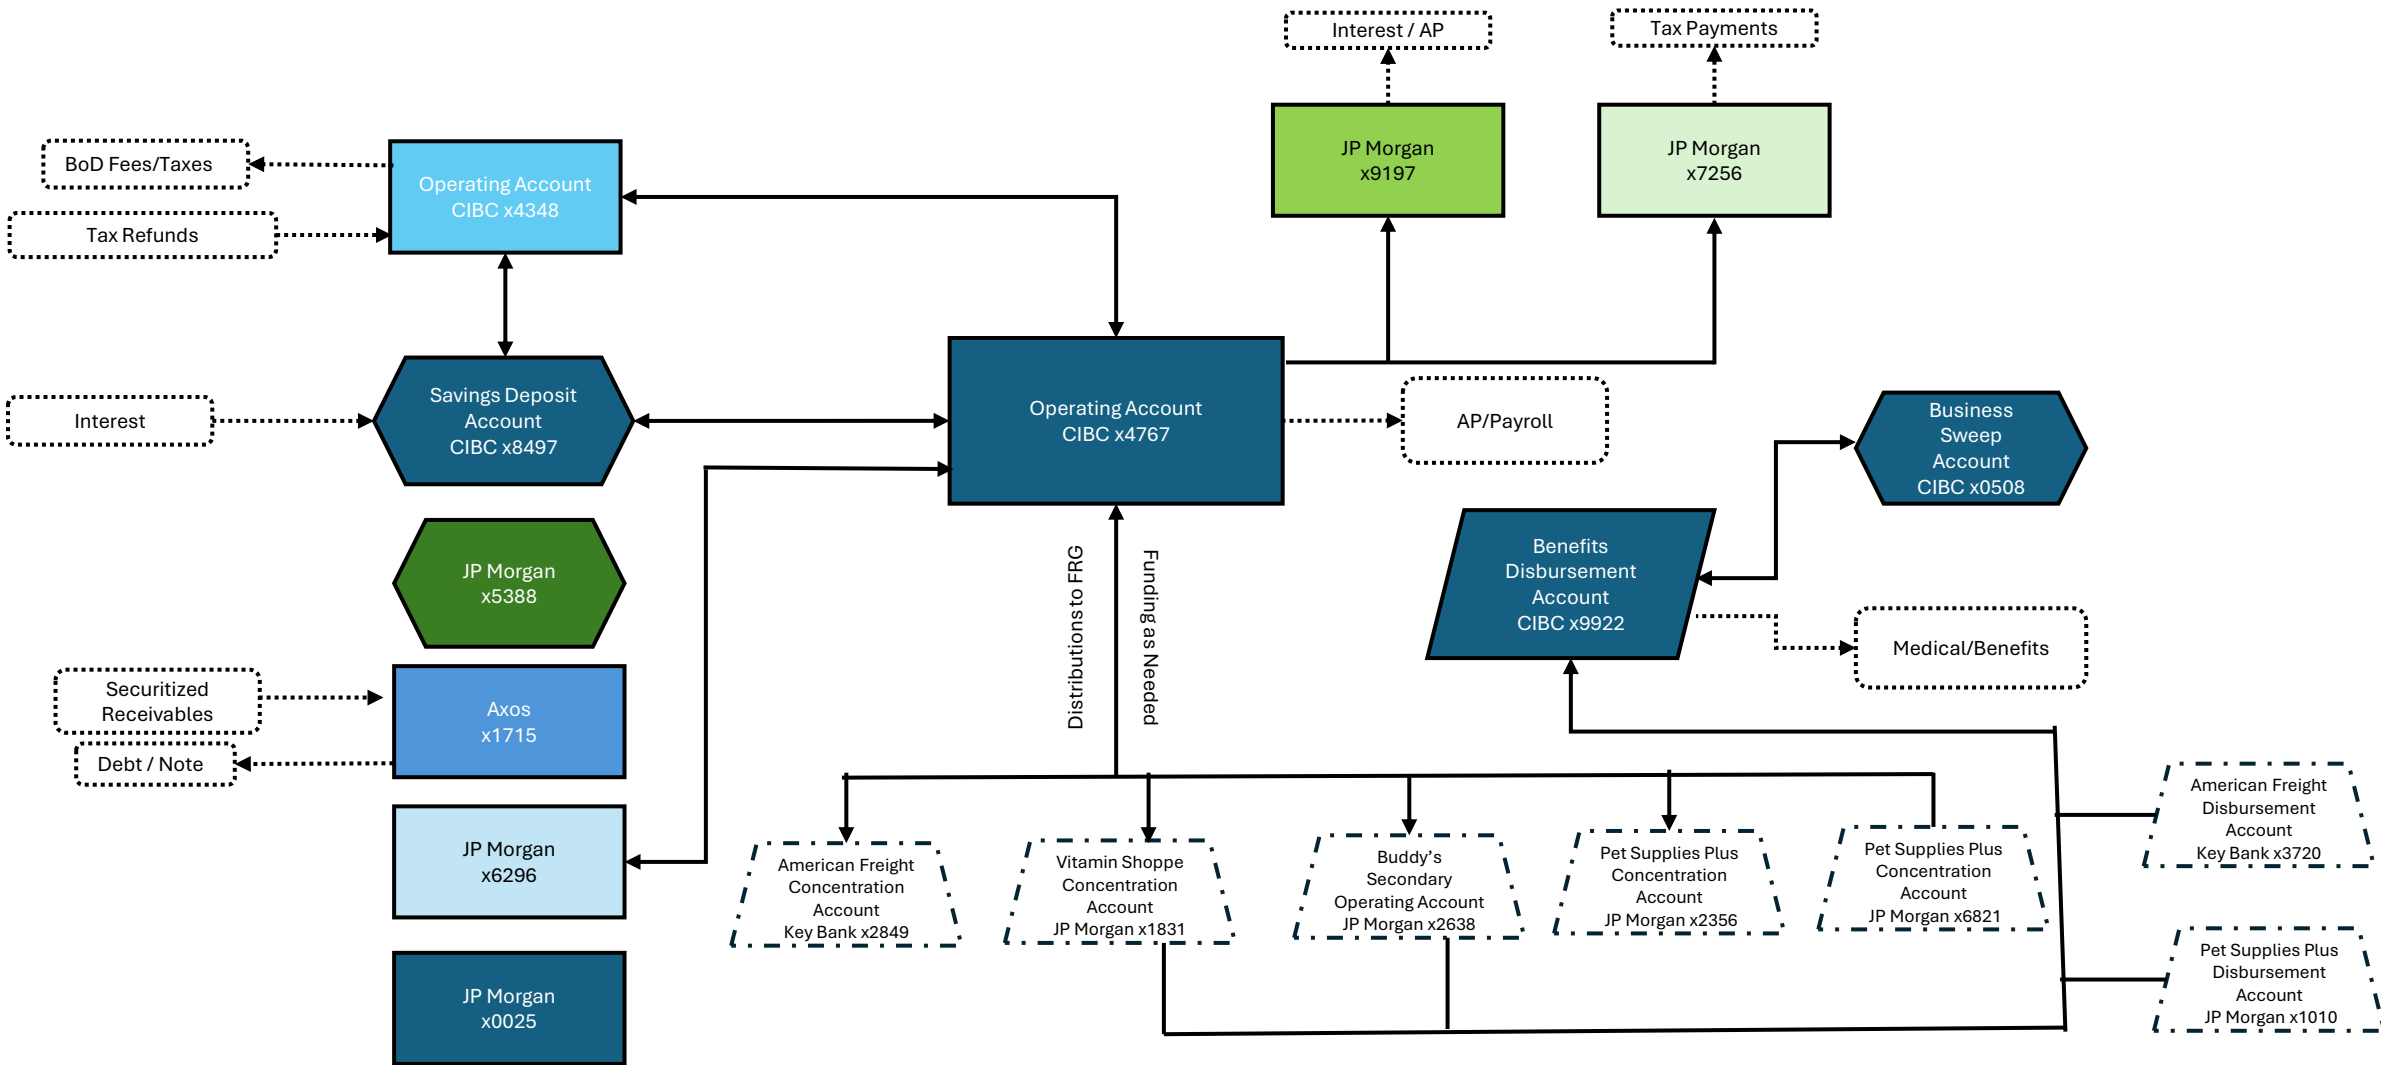 Interest / AP
Tax Payments
JP Morgan
x9197
JP Morgan
x7256
BoD Fees/Taxes
Operating Account
CIBC x4348
Tax Refunds
Interest
Savings Deposit
Account
CIBC x8497
Operating Account
CIBC x4767
AP/Payroll
Business
Sweep
Account
CIBC x0508
JP Morgan
x5388
Distributions to FRG
Funding as Needed
Benefits
Disbursement
Account
CIBC x9922
Medical/Benefits
Securitized
Receivables
Debt / Note
Axos
x1715
JP Morgan
x6296
JP Morgan
x0025
American Freight
Concentration
Account
Key Bank x2849
Vitamin Shoppe
Concentration
Account
JP Morgan x1831
Buddy’s
Secondary
Operating Account
JP Morgan x2638
Pet Supplies Plus
Concentration
Account
JP Morgan x2356
Pet Supplies Plus
Concentration
Account
JP Morgan x6821
American Freight
Disbursement
Account
Key Bank x3720
Pet Supplies Plus
Disbursement
Account
JP Morgan x1010